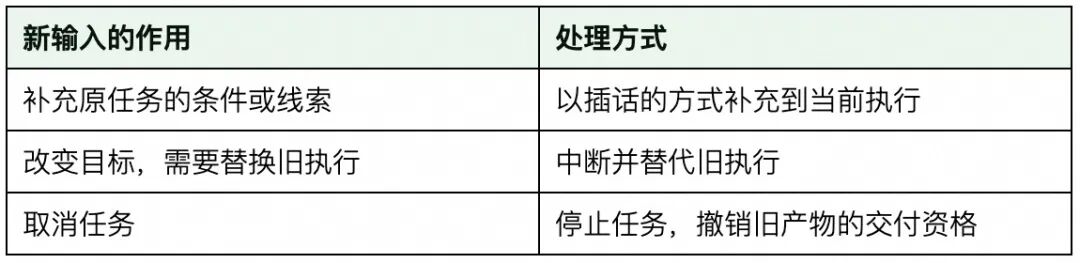 新输入的作用
处理方式
补充原任务的条件或线索
以插话的方式补充到当前执行
改变目标，需要替换旧执行
中断并替代旧执行
取消任务
停止任务，撤销旧产物的交付资格